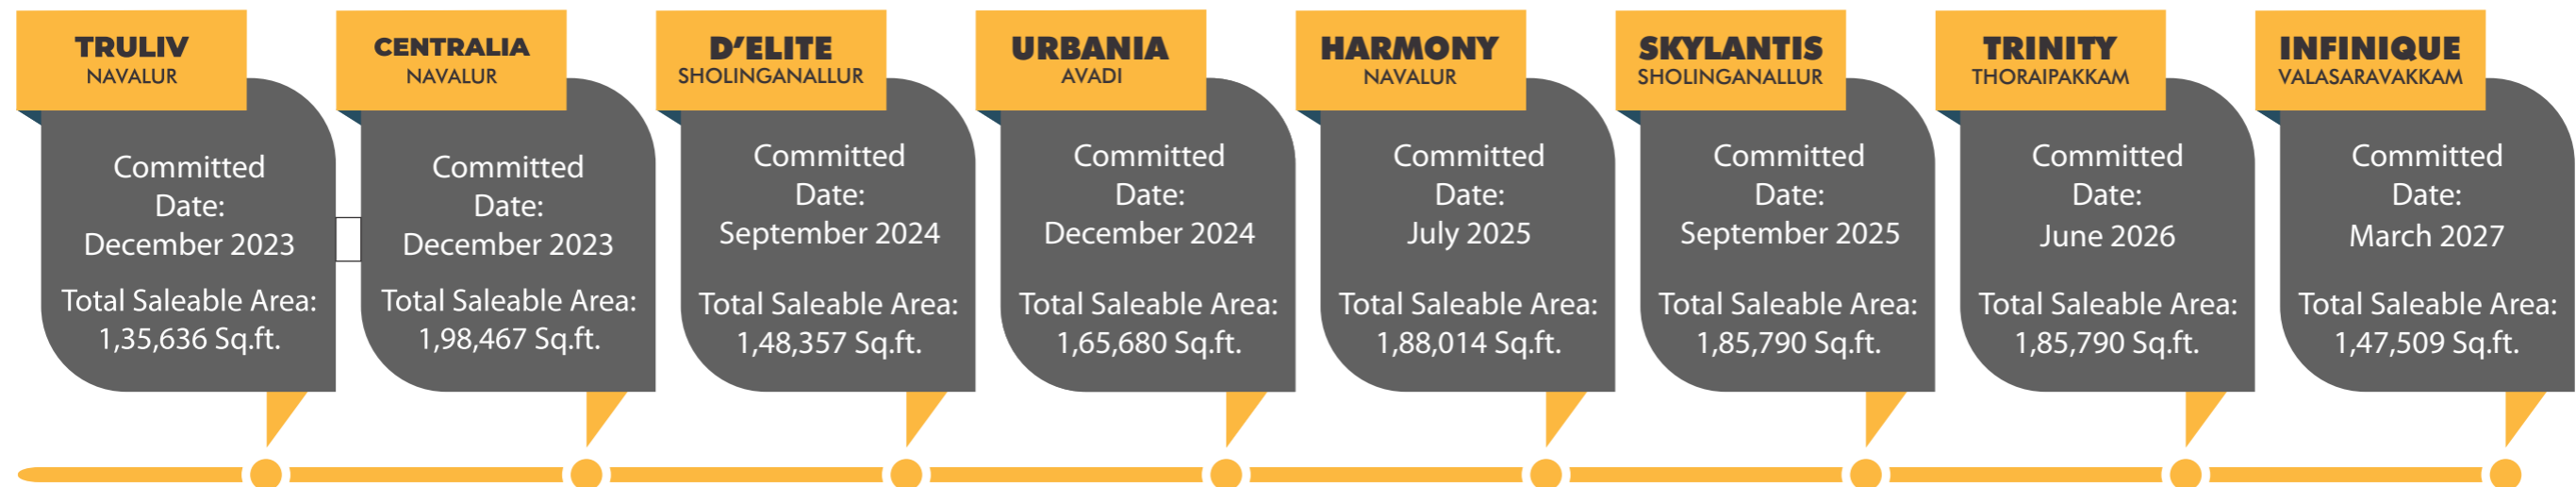 TRULIV
NAVALUR
Committed
Date:
December 2023
Total Saleable Area:
1,35,636 Sq.ft.
CENTRALIA
NAVALUR
Committed
Date:
December 2023
Total Saleable Area:
1,98,467 Sq.ft.
D’ELITE
SHOLINGANALLUR
Committed
Date:
September 2024
Total Saleable Area:
1,48,357 Sq.ft.
URBANIA
AVADI
Committed
Date:
December 2024
Total Saleable Area:
1,65,680 Sq.ft.
HARMONY
NAVALUR
Committed
Date:
July 2025
Total Saleable Area:
1,88,014 Sq.ft.
SKYLANTIS
SHOLINGANALLUR
Committed
Date:
September 2025
Total Saleable Area:
1,85,790 Sq.ft.
TRINITY
THORAIPAKKAM
Committed
Date:
June 2026
Total Saleable Area:
1,85,790 Sq.ft.
INFINIQUE
VALASARAVAKKAM
Committed
Date:
March 2027
Total Saleable Area:
1,47,509 Sq.ft.